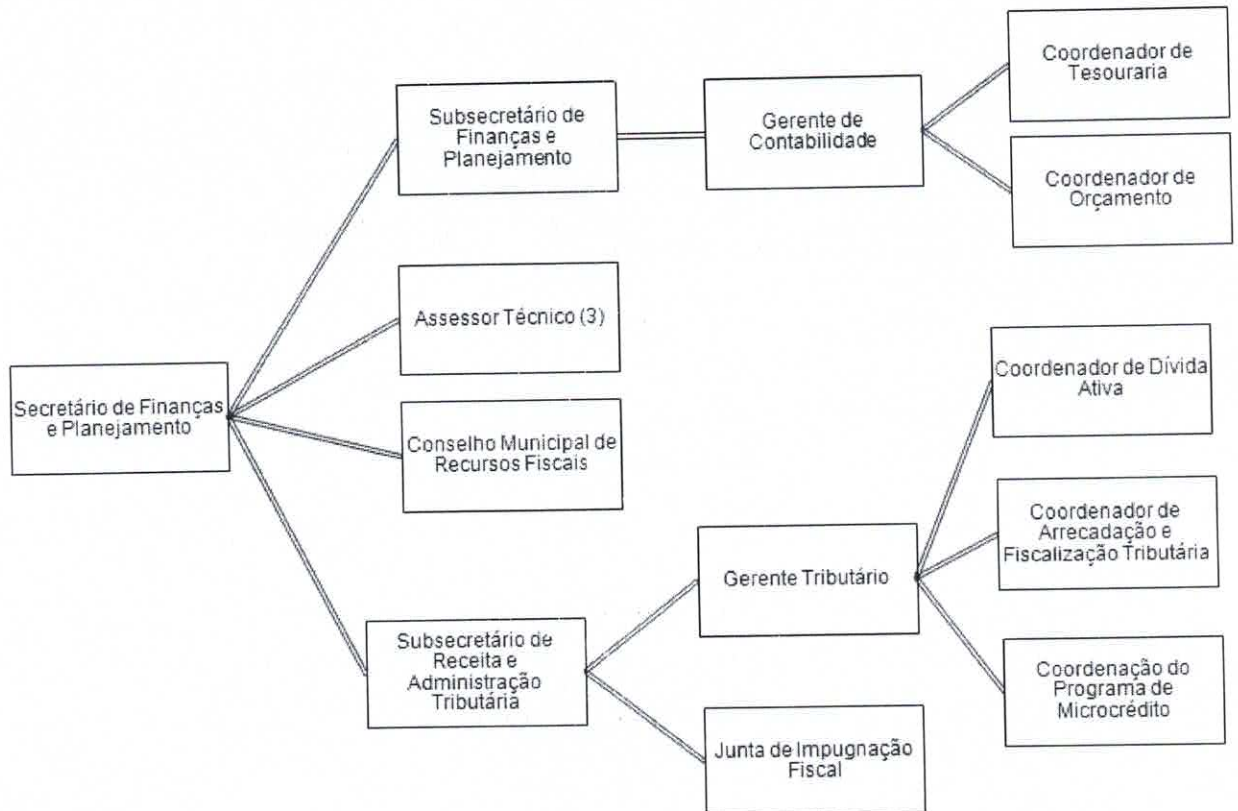 Coordenador de
Tesouraria
Subsecretário de
Finanças e
Planejamento
Gerente de
Contabilidade
Coordenador de
Orçamento
Assessor Técnico (3)
Secretário de Finanças
e Planejamento
Conselho Municipal de
Recursos Fiscais
Coordenador de Dívida
Ativa
Coordenador de
Arrecadação e
Fiscalização Tributária
Gerente Tributário
Subsecretário de
Receita e
Administração
Tributária
Coordenação do
Programa de
Microcrédito
Junta de Impugnação
Fiscal